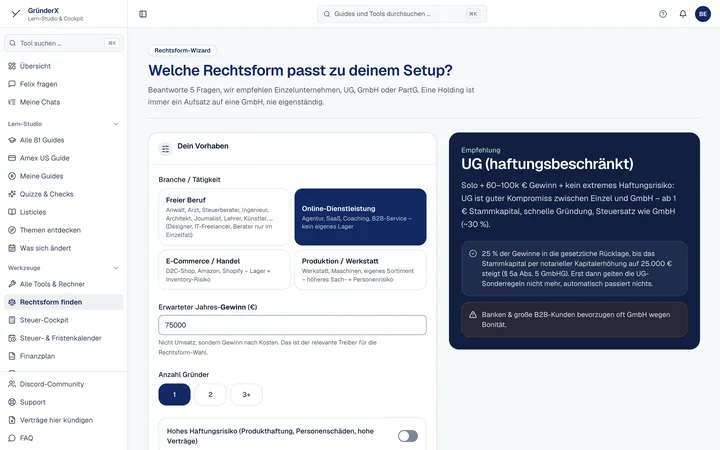 GründerX
Lern-Studio & Cockpit
Tool suchen ...
⌘K
Übersicht
Felix fragen
Meine Chats
Lern-Studio
Alle 81 Guides
Amex US Guide
Meine Guides
Quizze & Checks
Listicles
Themen entdecken
Was sich ändert
Werkzeuge
Alle Tools & Rechner
Rechtsform finden
Steuer-Cockpit
Steuer- & Fristenkalender
Finanzplan
Discord-Community
Support
Verträge hier kündigen
FAQ
Guides und Tools durchsuchen ...
⌘K
BE
Rechtsform-Wizard
Welche Rechtsform passt zu deinem Setup?
Beantworte 5 Fragen, wir empfehlen Einzelunternehmen, UG, GmbH oder PartG. Eine Holding ist
immer ein Aufsatz auf eine GmbH, nie eigenständig.
Dein Vorhaben
Branche / Tätigkeit
Freier Beruf
Anwalt, Arzt, Steuerberater, Ingenieur,
Architekt, Journalist, Lehrer, Künstler, ...
(Designer, IT-Freelancer, Berater nur im
Einzelfall)
Online-Dienstleistung
Agentur, SaaS, Coaching, B2B-Service –
kein eigenes Lager
E-Commerce / Handel
D2C-Shop, Amazon, Shopify – Lager +
Inventory-Risiko
Produktion / Werkstatt
Werkstatt, Maschinen, eigenes Sortiment
– höheres Sach- + Personenrisiko
Erwarteter Jahres-Gewinn (€)
75000
Nicht Umsatz, sondern Gewinn nach Kosten. Das ist der relevante Treiber für die
Rechtsform-Wahl.
Anzahl Gründer
1
2
3+
Hohes Haftungsrisiko (Produkthaftung, Personenschäden, hohe
Verträge)
Empfehlung
UG (haftungsbeschränkt)
Solo + 60–100k € Gewinn + kein extremes Haftungsrisiko:
UG ist guter Kompromiss zwischen Einzel und GmbH – ab 1
€ Stammkapital, schnelle Gründung, Steuersatz wie GmbH
(~30 %).
25 % der Gewinne in die gesetzliche Rücklage, bis das
Stammkapital per notarieller Kapitalerhöhung auf 25.000 €
steigt (§ 5a Abs. 5 GmbHG). Erst dann gelten die UG-
Sonderregeln nicht mehr, automatisch passiert nichts.
Banken & große B2B-Kunden bevorzugen oft GmbH wegen
Bonität.